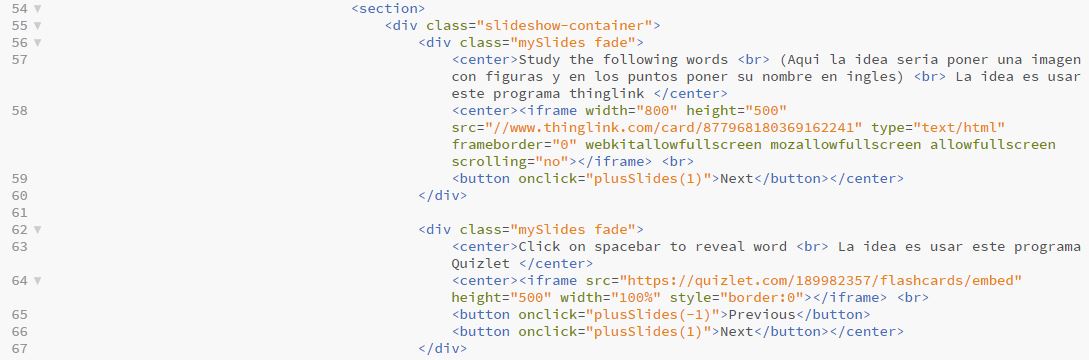 54 <section>
55 <div class="slideshow-container">
56 <div class="mySlides fade">
57 <center>Study the following words <br> (Aqui la idea seria poner una imagen
con figuras y en los puntos poner su nombre en ingles) <br> La idea es usar
este programa thinglink </center>
58 <center><iframe width="800" height="500"
src="//www.thinglink.com/card/877968180369162241" type="text/html"
frameborder="0" webkitallowfullscreen mozallowfullscreen allowfullscreen
scrolling="no"></iframe> <br>
59 <button onclick="plusSlides(1)">Next</button></center>
60 </div>
61
62 <div class="mySlides fade">
63 <center>Click on spacebar to reveal word <br> La idea es usar este programa
Quizlet </center>
64 <center><iframe src="https://quizlet.com/189982357/flashcards/embed"
height="500" width="100%" style="border:0"></iframe> <br>
65 <button onclick="plusSlides(-1)">Previous</button>
66 <button onclick="plusSlides(1)">Next</button></center>
67 </div>